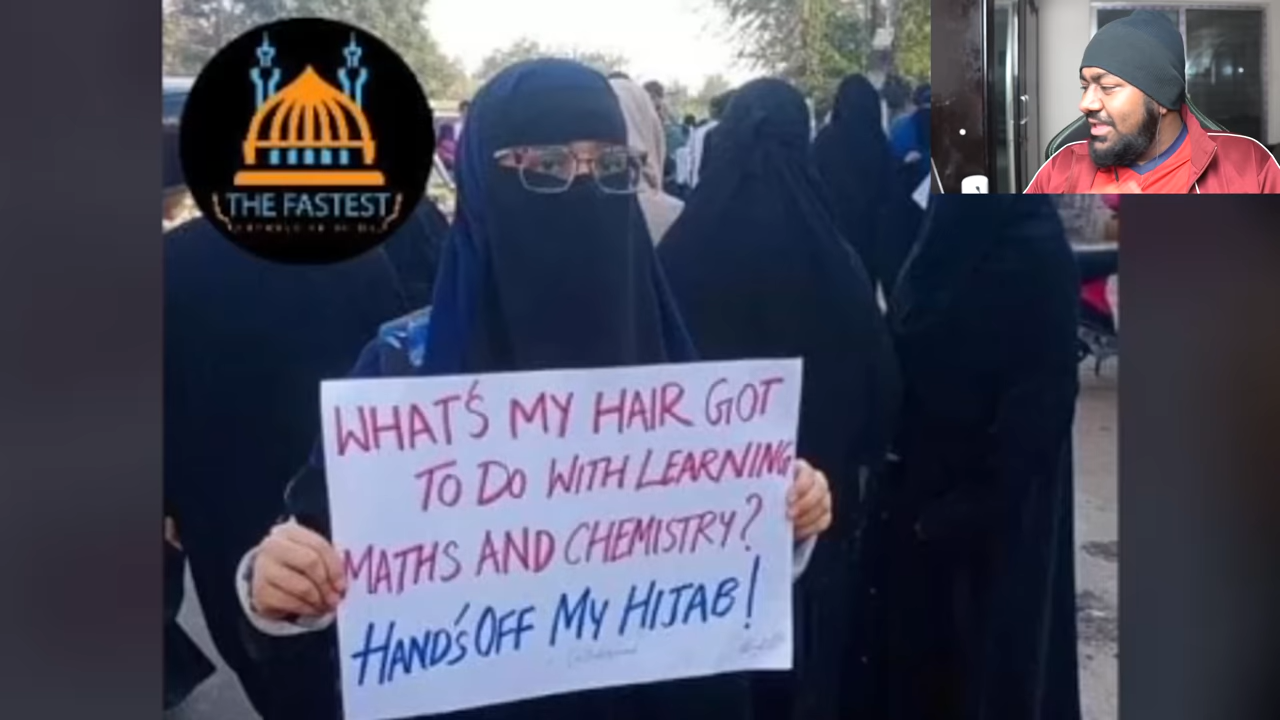 THE FASTEST
WHAT'S MY HAIR GOT
TO DO WITH LEARNING
MATHS AND CHEMISTRY?
HAND'S OFF MY HIJAB!